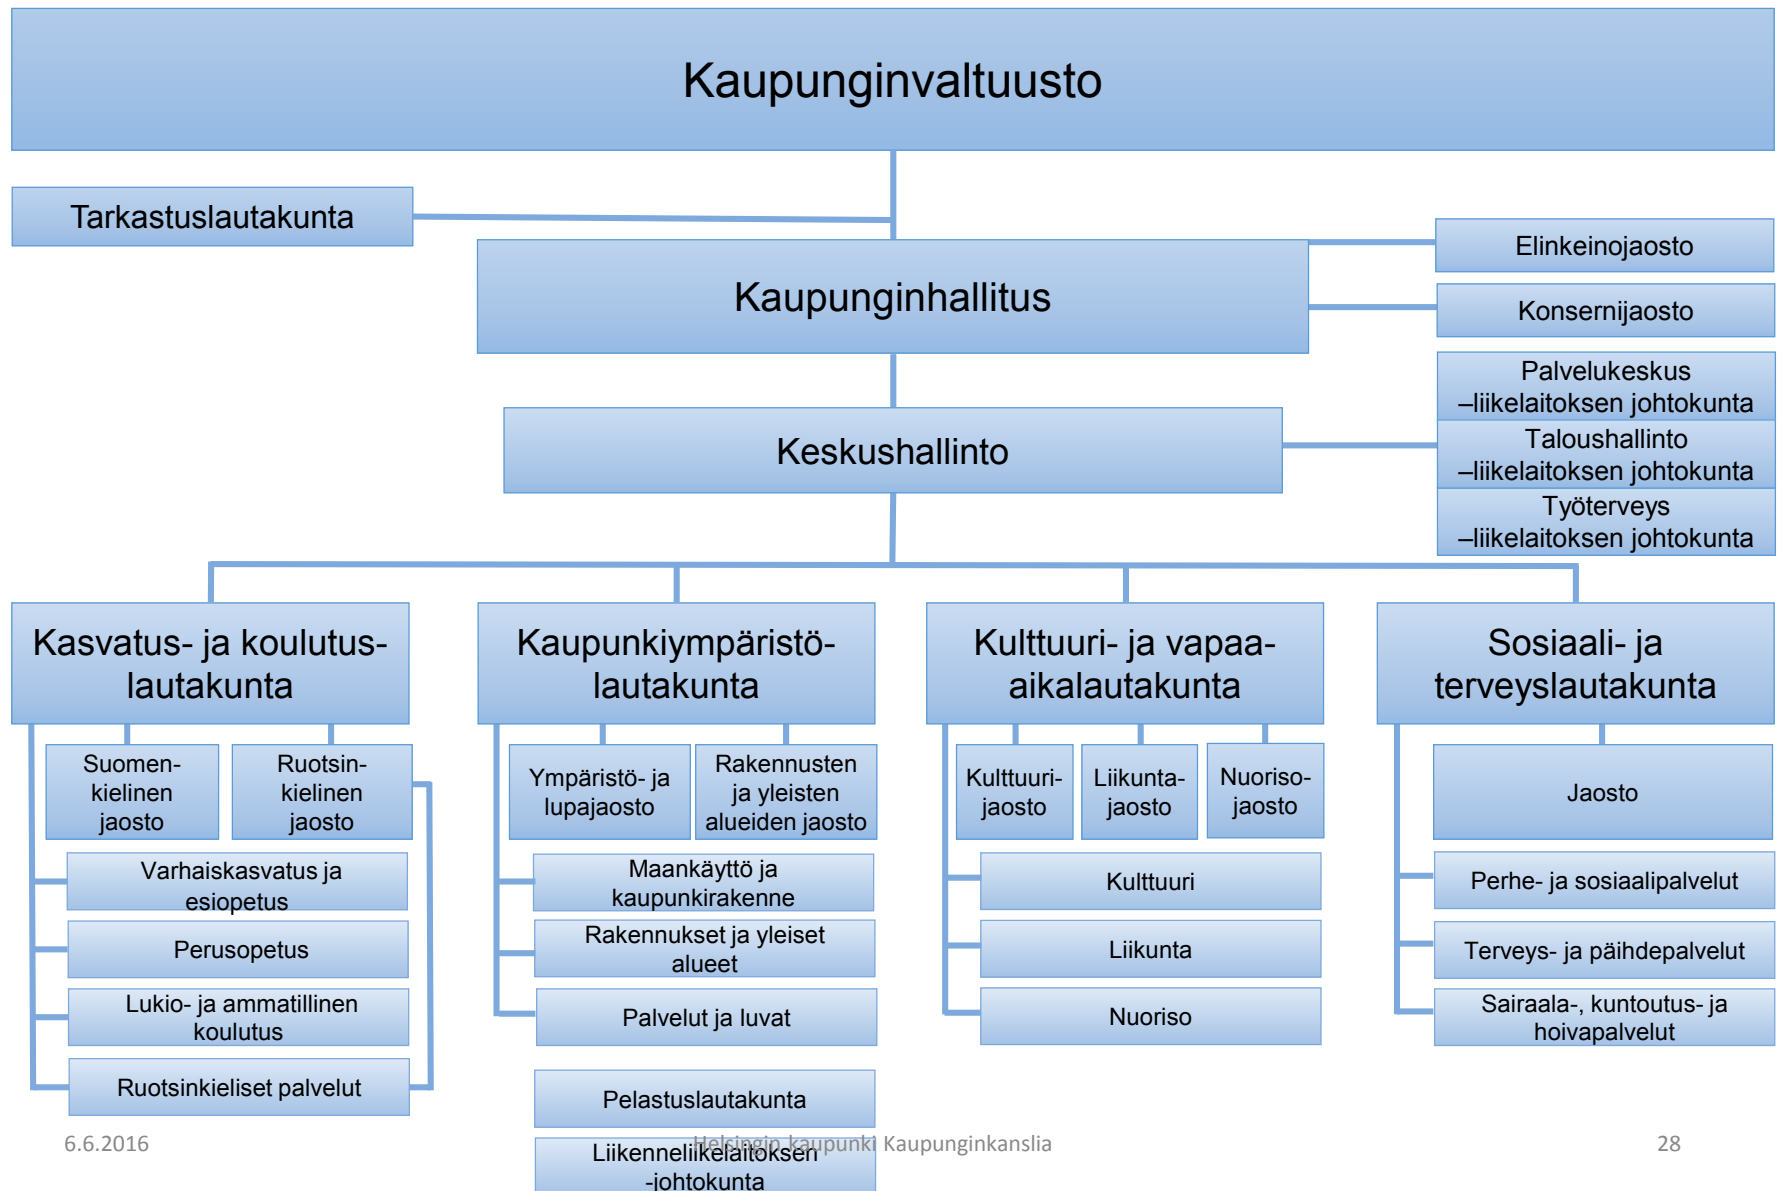 Kaupunginvaltuusto
Tarkastuslautakunta
Elinkeinojaosto
Kaupunginhallitus
Konsernijaosto
Palvelukeskus
–liikelaitoksen johtokunta
Keskushallinto
Taloushallinto
–liikelaitoksen johtokunta
Työterveys
–liikelaitoksen johtokunta
Kasvatus- ja koulutus-
lautakunta
Suomen-
kielinen
jaosto
Ruotsin-
kielinen
jaosto
Varhaiskasvatus ja
esiopetus
Perusopetus
Lukio- ja ammatillinen
koulutus
Ruotsinkieliset palvelut
Kaupunkiympäristö-
lautakunta
Ympäristö- ja
lupajaosto
Rakennusten
ja yleisten
alueiden jaosto
Maankäyttö ja
kaupunkirakenne
Rakennukset ja yleiset
alueet
Palvelut ja luvat
Pelastuslautakunta
Liikenneliikelaitoksen
-johtokunta
Kulttuuri- ja vapaa-
aikalautakunta
Kulttuuri-
jaosto
Liikunta-
jaosto
Nuoriso-
jaosto
Kulttuuri
Liikunta
Nuoriso
Sosiaali- ja
terveyslautakunta
Jaosto
Perhe- ja sosiaalipalvelut
Terveys- ja päihdepalvelut
Sairaala-, kuntoutus- ja
hoivapalvelut
6.6.2016
Helsingin kaupunki Kaupunginkanslia
28